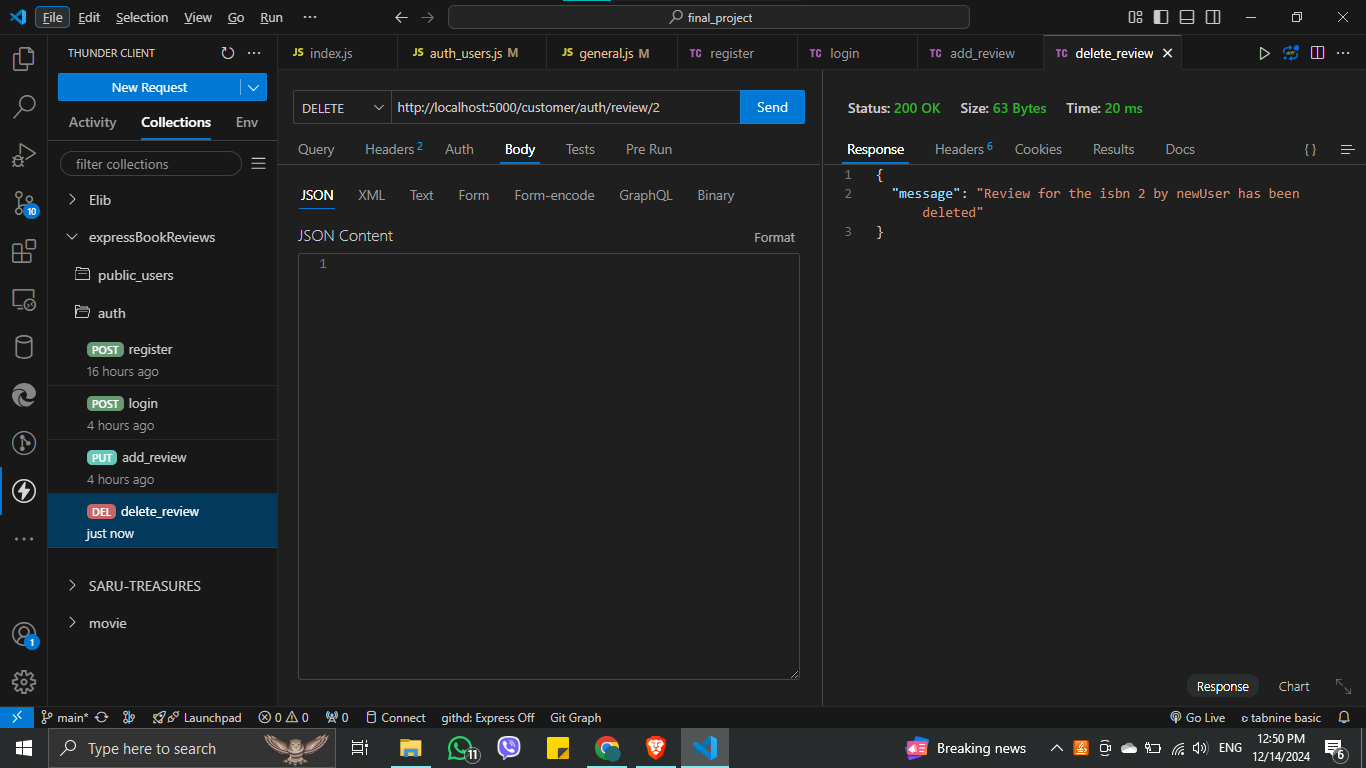 File Edit Selection View Go Run ···
final_project
THUNDER CLIENT
New Request
Activity Collections Env
filter collections
Elib
expressBookReviews
public_users
auth
POST register
16 hours ago
POST login
4 hours ago
PUT add_review
4 hours ago
DEL delete_review
just now
SARU-TREASURES
movie
10
1
JS index.js
JS auth_users.js M
JS general.js M
TC register
TC login
TC add_review
TC delete_review
DELETE http://localhost:5000/customer/auth/review/2 Send
Query Headers 2 Auth Body Tests Pre Run
JSON XML Text Form Form-encode GraphQL Binary
JSON Content Format
1
Status: 200 OK Size: 63 Bytes Time: 20 ms
Response Headers 6 Cookies Results Docs { }
1 {
2 "message": "Review for the isbn 2 by newUser has been
deleted"
3 }
Response Chart
main* Launchpad 0 0 0 Connect githd: Express Off Git Graph Go Live tabnine basic
Type here to search
11
Breaking news
ENG
12:50 PM
12/14/2024
6